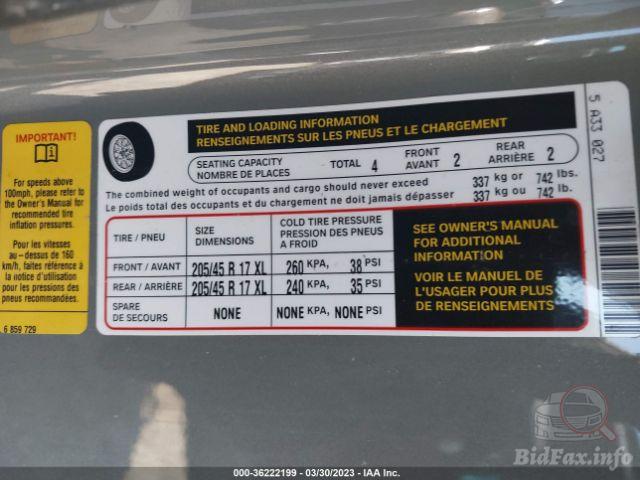 IMPORTANT!
For speeds above
100mph, please refer to
the Owner's Manual for
recommended tire
inflation pressures.
Pour les vitesses
au-dessus de 160
km/h, faites référence à
la notice d'utilisation
pour les pressions des
pneus recommandées
6 859 729
TIRE AND LOADING INFORMATION
RENSEIGNEMENTS SUR LES PNEUS ET LE CHARGEMENT
SEATING CAPACITY
NOMBRE DE PLACES
TOTAL 4
FRONT
AVANT 2
REAR
ARRIÈRE 2
The combined weight of occupants and cargo should never exceed 337 kg or 742 lbs.
Le poids total des occupants et du chargement ne doit jamais dépasser 337 kg ou 742 lb.
TIRE / PNEU
SIZE
DIMENSIONS
COLD TIRE PRESSURE
PRESSION DES PNEUS
A FROID
FRONT / AVANT 205/45 R 17 XL 260 KPA, 38 PSI
REAR / ARRIÈRE 205/45 R 17 XL 240 KPA, 35 PSI
SPARE
DE SECOURS
NONE NONE KPA, NONE PSI
SEE OWNER'S MANUAL
FOR ADDITIONAL
INFORMATION
VOIR LE MANUEL DE
L'USAGER POUR PLUS
DE RENSEIGNEMENTS
5 A33 027
BidFax.info
000-36222199 - 03/30/2023 - IAA Inc.